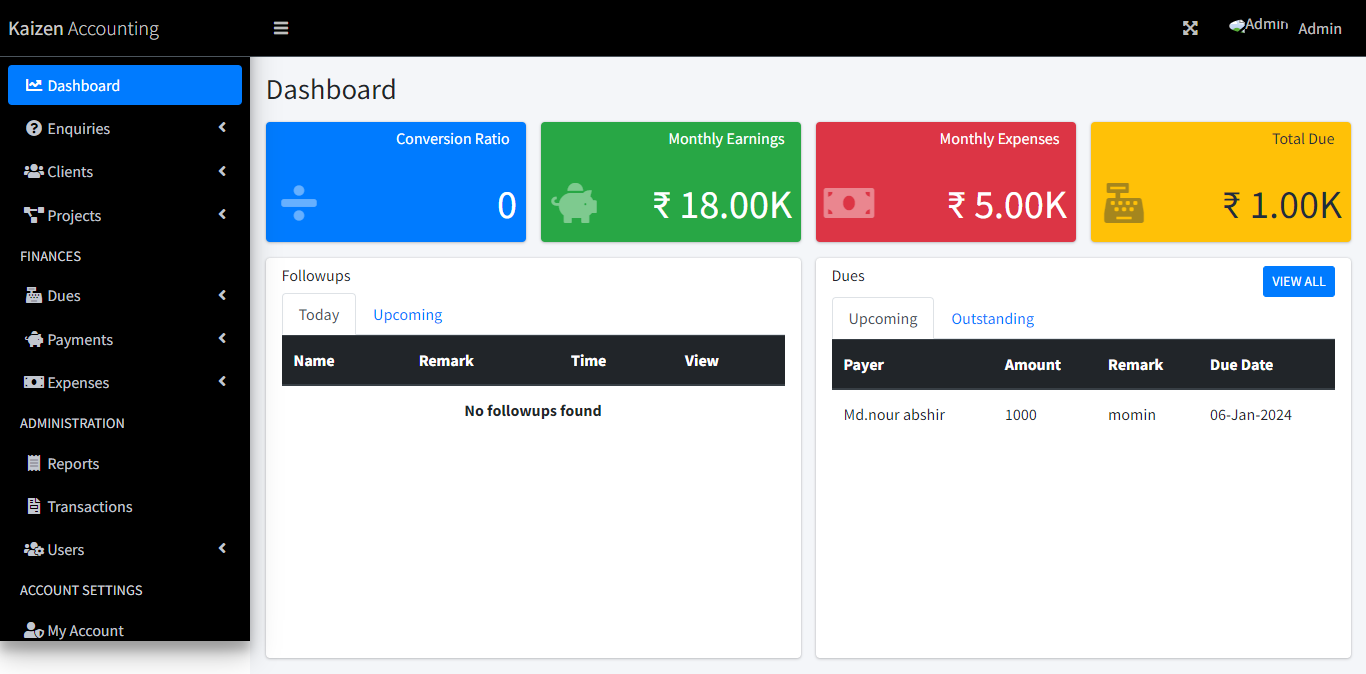 Kaizen Accounting
Admin Admin
Dashboard
Enquiries
Clients
Projects
FINANCES
Dues
Payments
Expenses
ADMINISTRATION
Reports
Transactions
Users
ACCOUNT SETTINGS
My Account
Dashboard
Conversion Ratio
0
Monthly Earnings
₹ 18.00K
Monthly Expenses
₹ 5.00K
Total Due
₹ 1.00K
Followups
Today Upcoming
Name Remark Time View
No followups found
Dues
VIEW ALL
Upcoming Outstanding
Payer Amount Remark Due Date
Md.nour abshir 1000 momin 06-Jan-2024